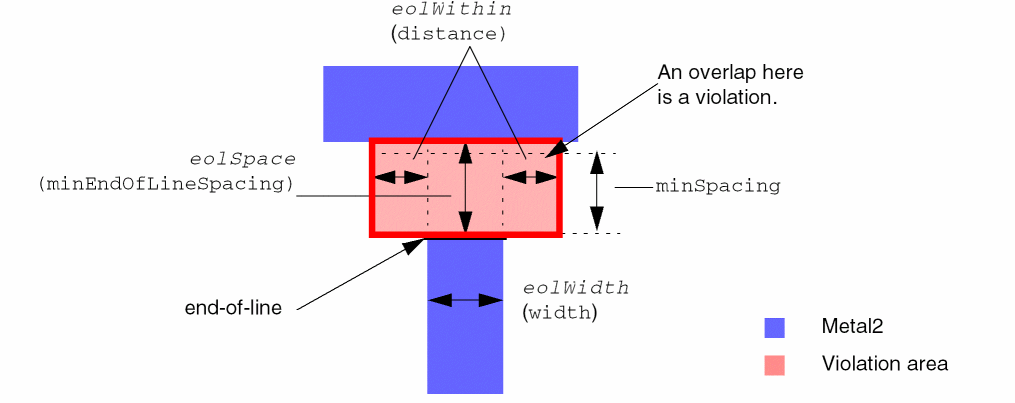 eolWithin
(distance)
An overlap here
is a violation.
eolSpace
(minEndOfLineSpacing)
minSpacing
end-of-line
eolWidth
(width)
Metal2
Violation area